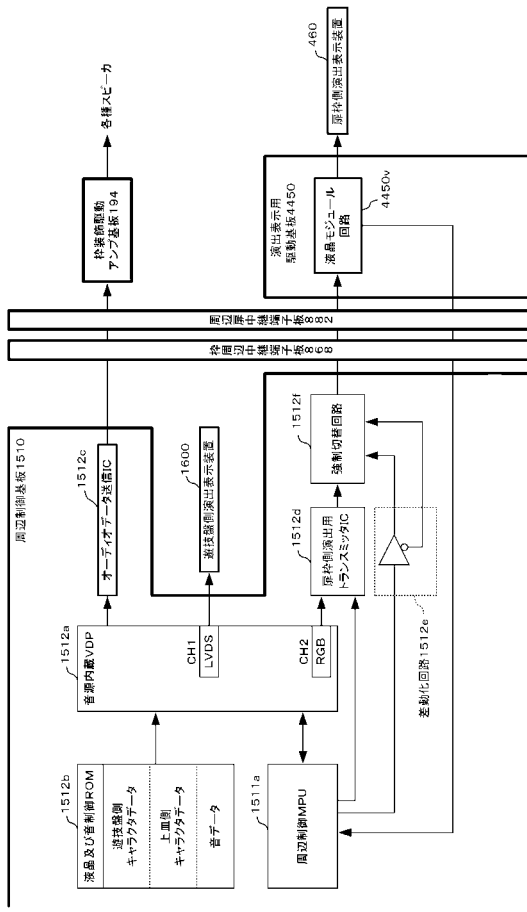 周辺制御基板1510
1512b
液晶及び音制御ROM
遊技盤側
キャラクタデータ
上皿側
キャラクタデータ
音データ
1511a
周辺制御MPU
1512a
音源内蔵VDP
CH1
LVDS
CH2
RGB
1512c
オーディオデータ送信IC
1600
遊技盤側演出表示装置
1512d
扉枠側演出用
トランスミッタIC
差動化回路1512e
1512f
強制切替回路
枠周辺中継端子板868
周辺扉中継端子板882
枠装飾駆動
アンプ基板194
各種スピーカ
演出表示用
駆動基板4450
液晶モジュール
回路
4450v
460
扉枠側演出表示装置